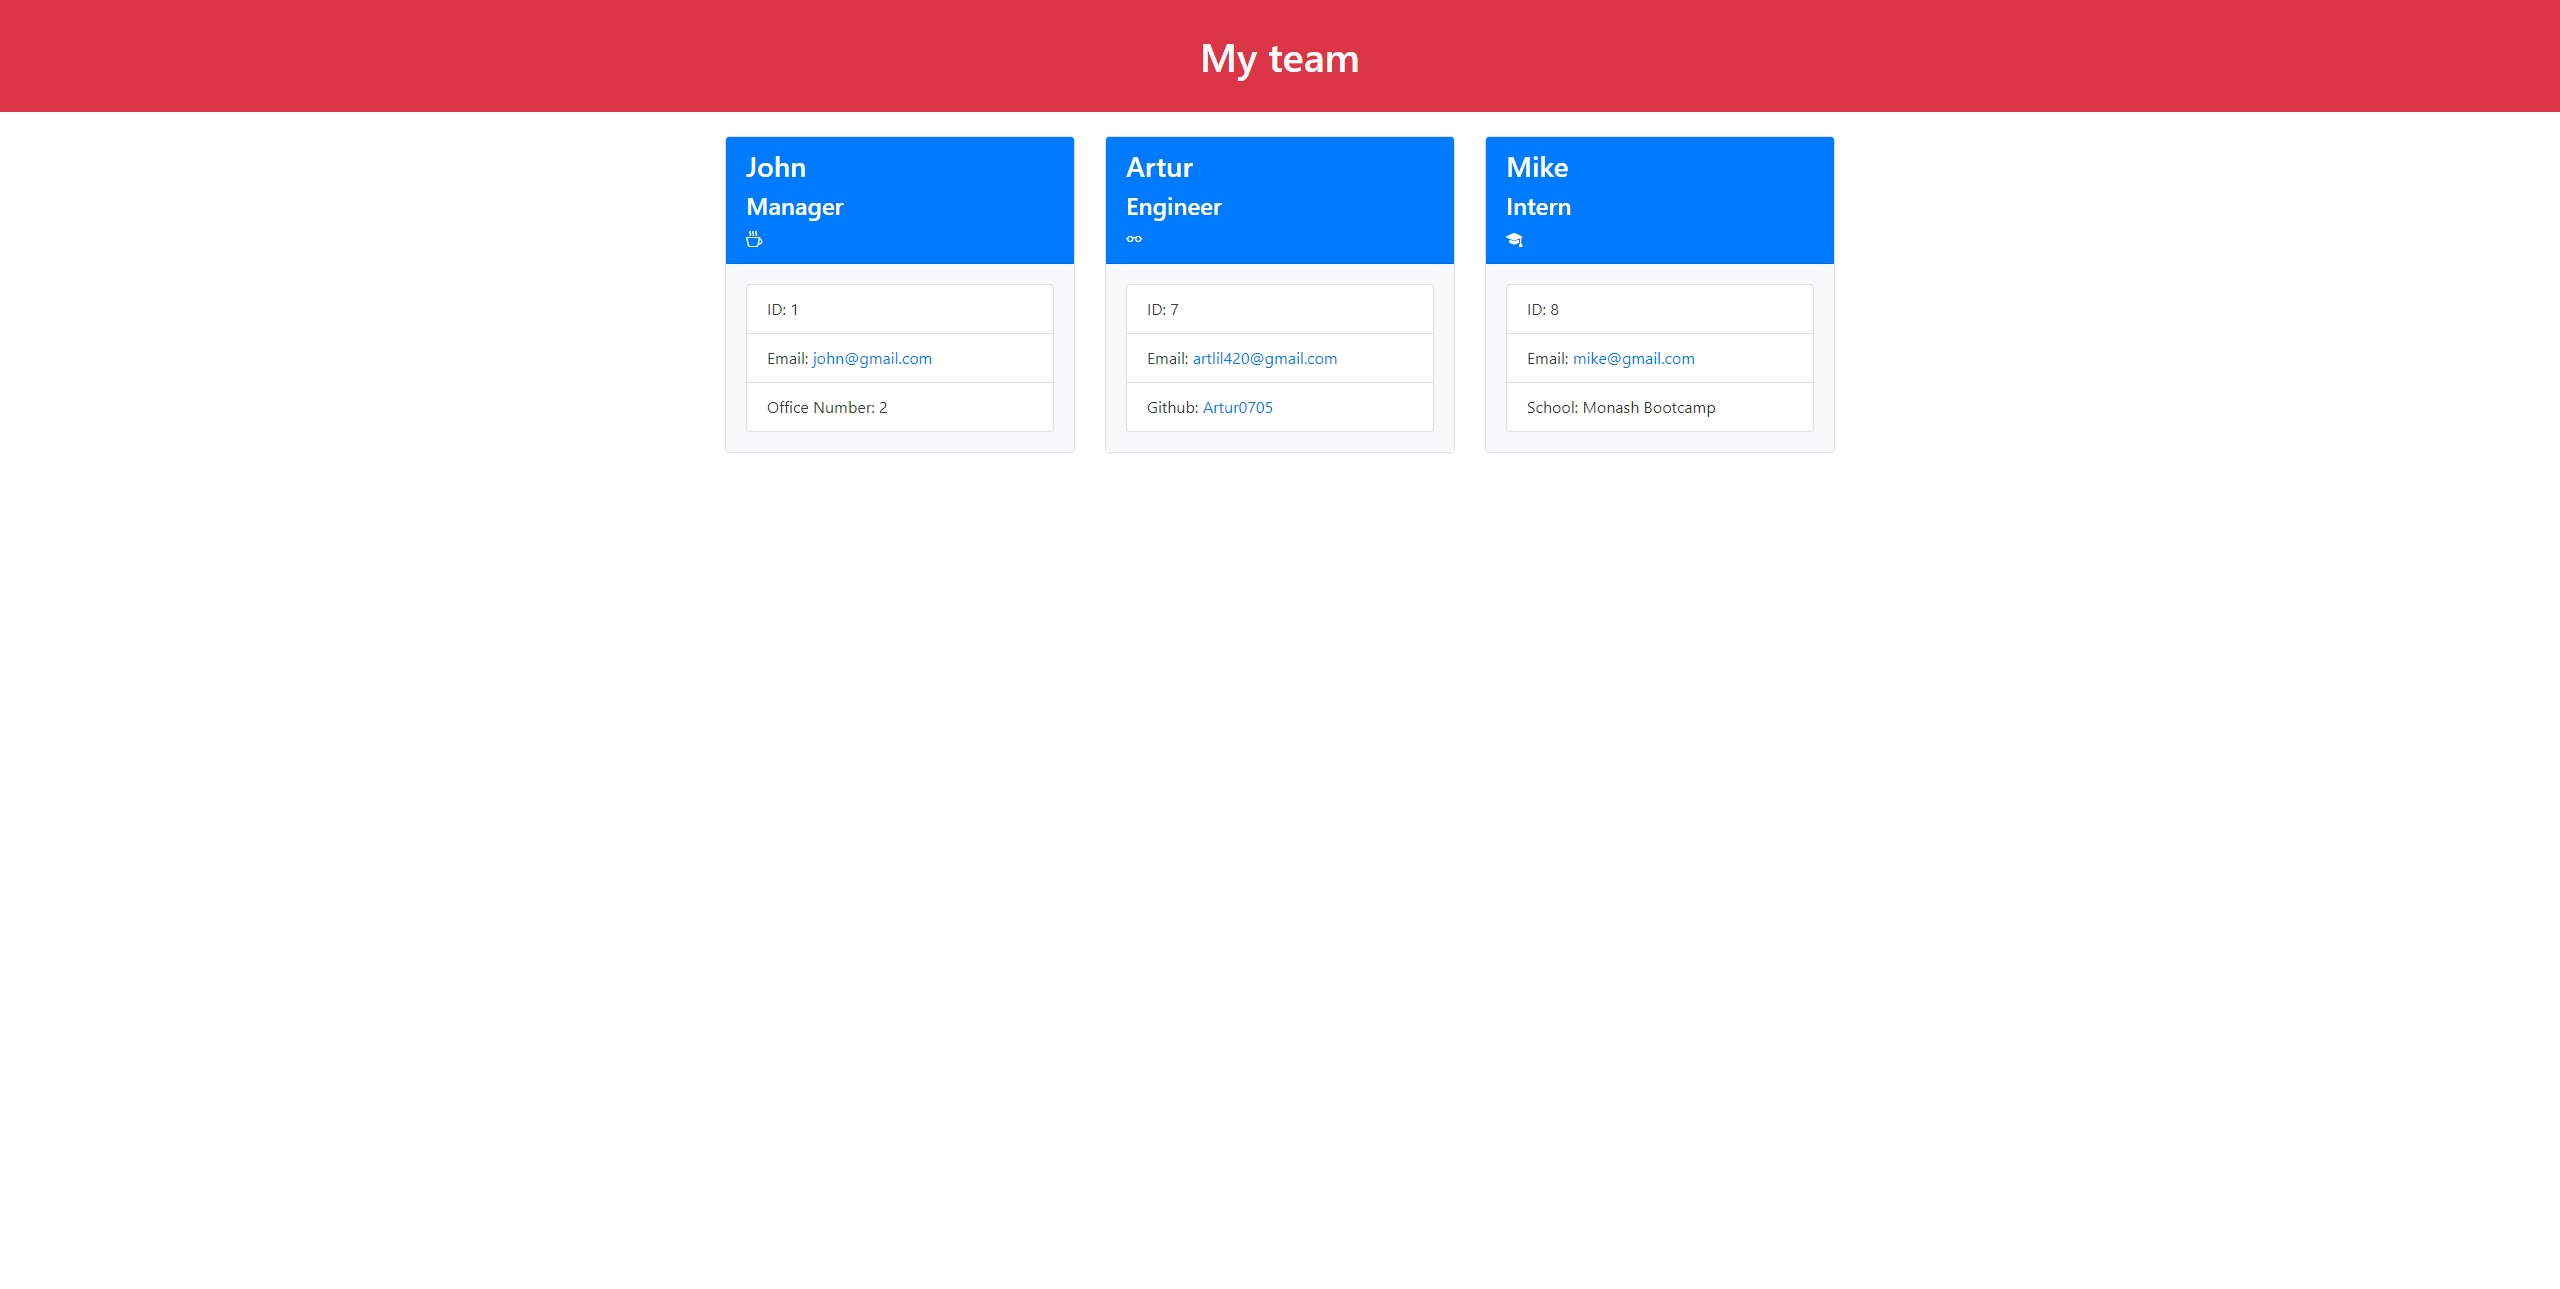 My team
John
Manager
ID: 1
Email: john@gmail.com
Office Number: 2
Artur
Engineer
ID: 7
Email: artlil420@gmail.com
Github: Artur0705
Mike
Intern
ID: 8
Email: mike@gmail.com
School: Monash Bootcamp